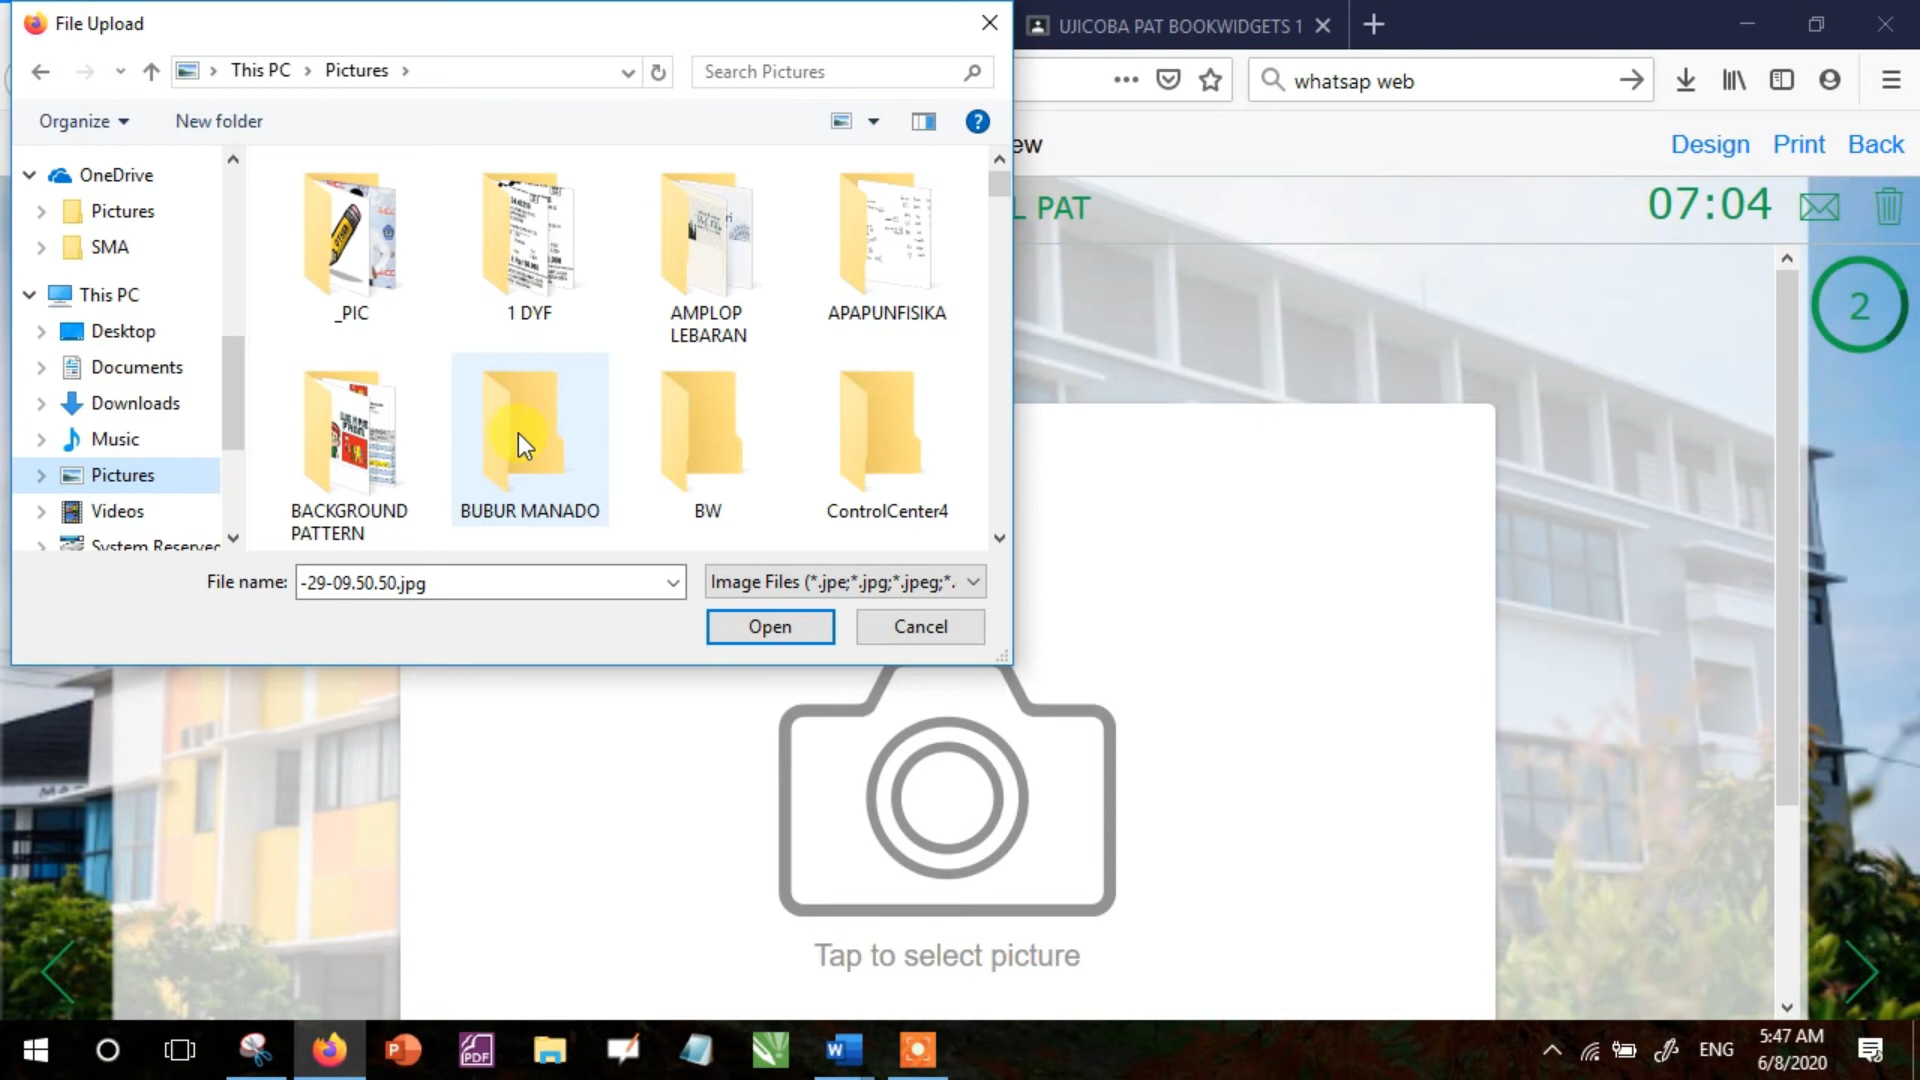 File Upload
UJICOBA PAT BOOKWIDGETS 1
This PC > Pictures >
Search Pictures
whatsap web
Organize
New folder
?
ew
Design Print Back
OneDrive
Pictures
SMA
This PC
Desktop
Documents
Downloads
Music
Pictures
Videos
System Reserved
_PIC
1 DYF
AMPLOP
LEBARAN
APAPUNFISIKA
BACKGROUND
PATTERN
BUBUR MANADO
BW
ControlCenter4
L PAT
07:04
2
File name:
-29-09.50.50.jpg
Image Files (*.jpe;*.jpg;*.jpeg;*.
Open
Cancel
Tap to select picture
PDF
ENG
5:47 AM
6/8/2020